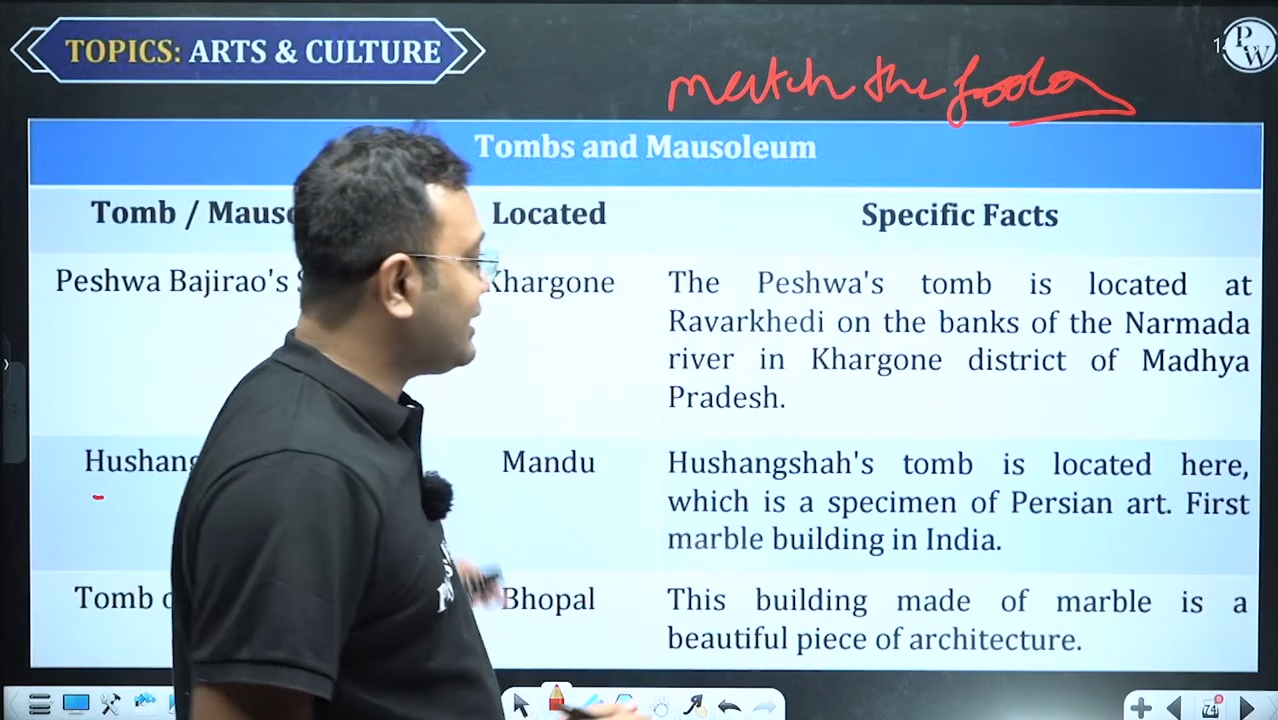 TOPICS: ARTS & CULTURE
PW
match the
Tombs and Mausoleum
Tomb / Located Specific Facts
Peshwa Bajirao's Khargone The Peshwa's tomb is located at
Ravarkhedi on the banks of the Narmada
river in Khargone district of Madhya
Pradesh.
Mandu Hushangshah's tomb is located here,
which is a specimen of Persian art. First
marble building in India.
Tomb Bhopal This building made of marble is a
beautiful piece of architecture.
74